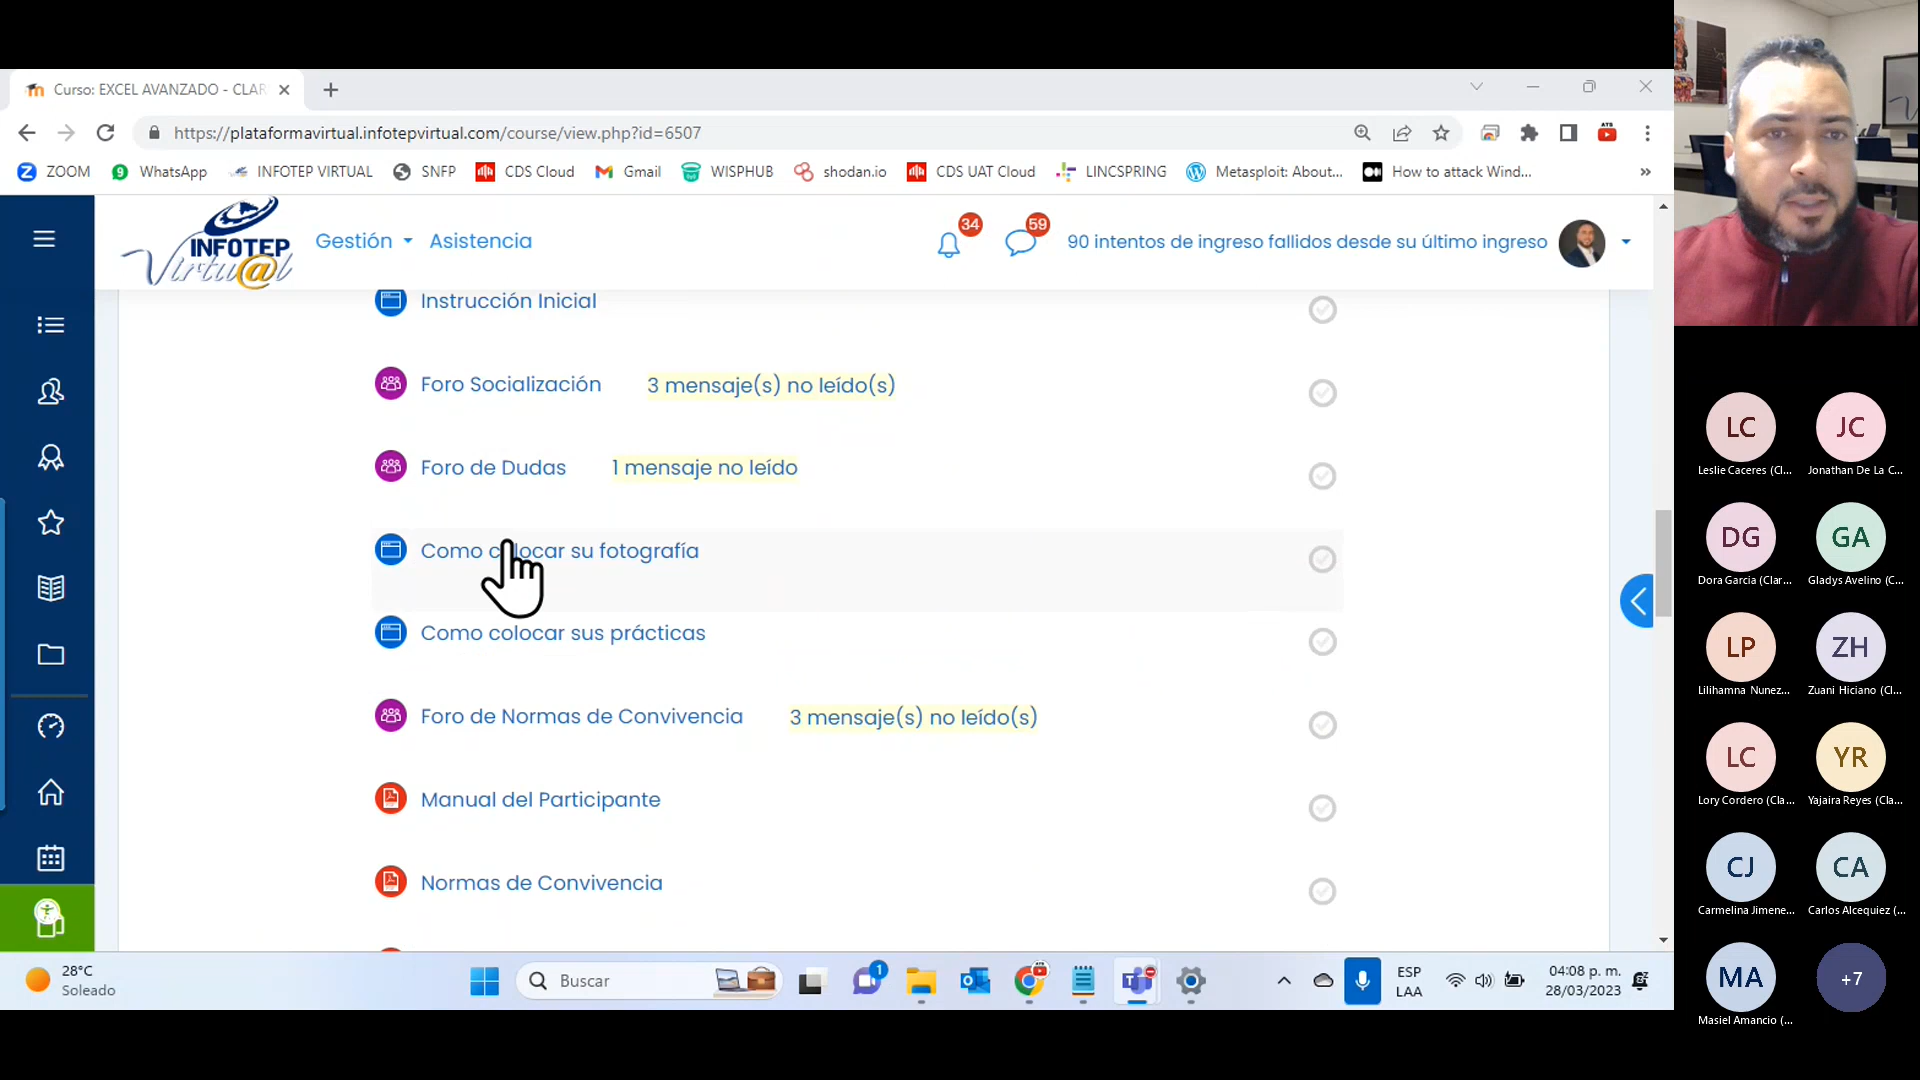 Curso: EXCEL AVANZADO - CLAR
https://plataformavirtual.infotepvirtual.com/course/view.php?id=6507
ATS
ZOOM
9
WhatsApp
INFOTEP VIRTUAL
SNFP
CDS Cloud
Gmail
WISPHUB
shodan.io
CDS UAT Cloud
LINCSPRING
Metasploit: About...
How to attack Wind...
»
INFOTEP
Virtu@l
Gestión
Asistencia
34
59
90 intentos de ingreso fallidos desde su último ingreso
Instrucción Inicial
Foro Socialización
3 mensaje(s) no leído(s)
Foro de Dudas
1 mensaje no leído
Como colocar su fotografía
Como colocar sus prácticas
Foro de Normas de Convivencia
3 mensaje(s) no leído(s)
Manual del Participante
Normas de Convivencia
28°C
Soleado
Buscar
1
ESP
LAA
04:08 p. m.
28/03/2023
LC
Leslie Caceres (Cl...
JC
Jonathan De La C...
DG
Dora Garcia (Clar...
GA
Gladys Avelino (C...
LP
Lilihamna Nunez...
ZH
Zuani Hiciano (Cl...
LC
Lory Cordero (Cla...
YR
Yajaira Reyes (Cla...
CJ
Carmelina Jimene...
CA
Carlos Alcequiez (...
MA
Masiel Amancio (...
+7